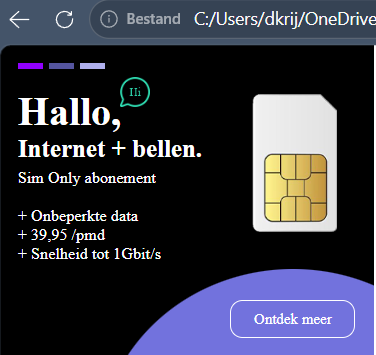 Bestand
C:/Users/dkrij/OneDrive
Hi
Hallo,
Internet + bellen.
Sim Only abonement
+ Onbeperkte data
+ 39,95 /pmd
+ Snelheid tot 1Gbit/s
Ontdek meer